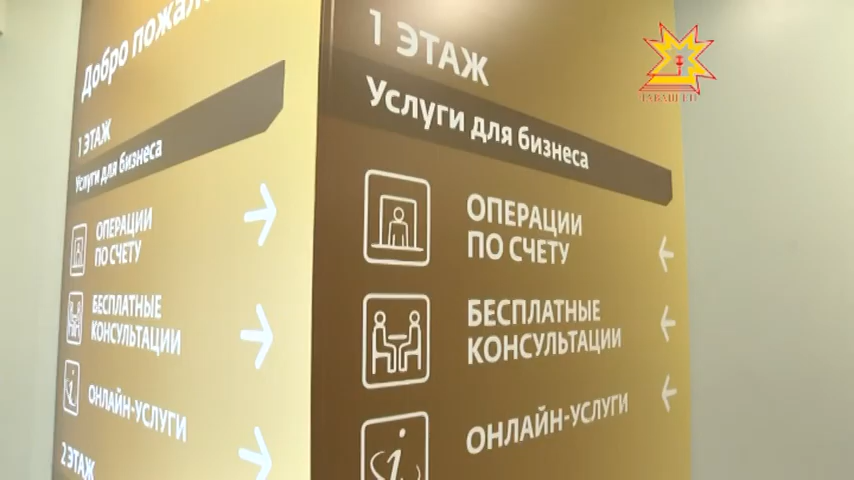 Добро пожал
1 ЭТАЖ
Услуги для бизнеса
ОПЕРАЦИИ
ПО СЧЕТУ
БЕСПЛАТНЫЕ
КОНСУЛЬТАЦИИ
ОНЛАЙН-УСЛУГИ
2 ЭТАЖ
1 ЭТАЖ
Услуги для бизнеса
ОПЕРАЦИИ
ПО СЧЕТУ
БЕСПЛАТНЫЕ
КОНСУЛЬТАЦИИ
ОНЛАЙН-УСЛУГИ